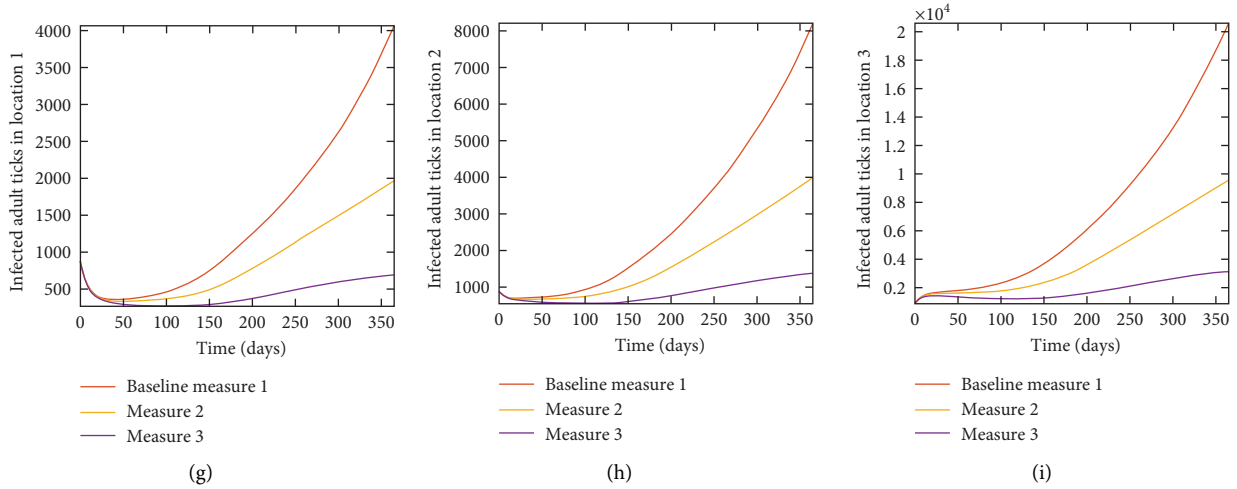 4000
3500
3000
2500
2000
1500
1000
500
0 50 100 150 200 250 300 350
Infected adult ticks in location 1
Time (days)
Baseline measure 1
Measure 2
Measure 3
(g)
8000
7000
6000
5000
4000
3000
2000
1000
0 50 100 150 200 250 300 350
Infected adult ticks in location 2
Time (days)
Baseline measure 1
Measure 2
Measure 3
(h)
×10⁴
2
1.8
1.6
1.4
1.2
1
0.8
0.6
0.4
0.2
0 50 100 150 200 250 300 350
Infected adult ticks in location 3
Time (days)
Baseline measure 1
Measure 2
Measure 3
(i)